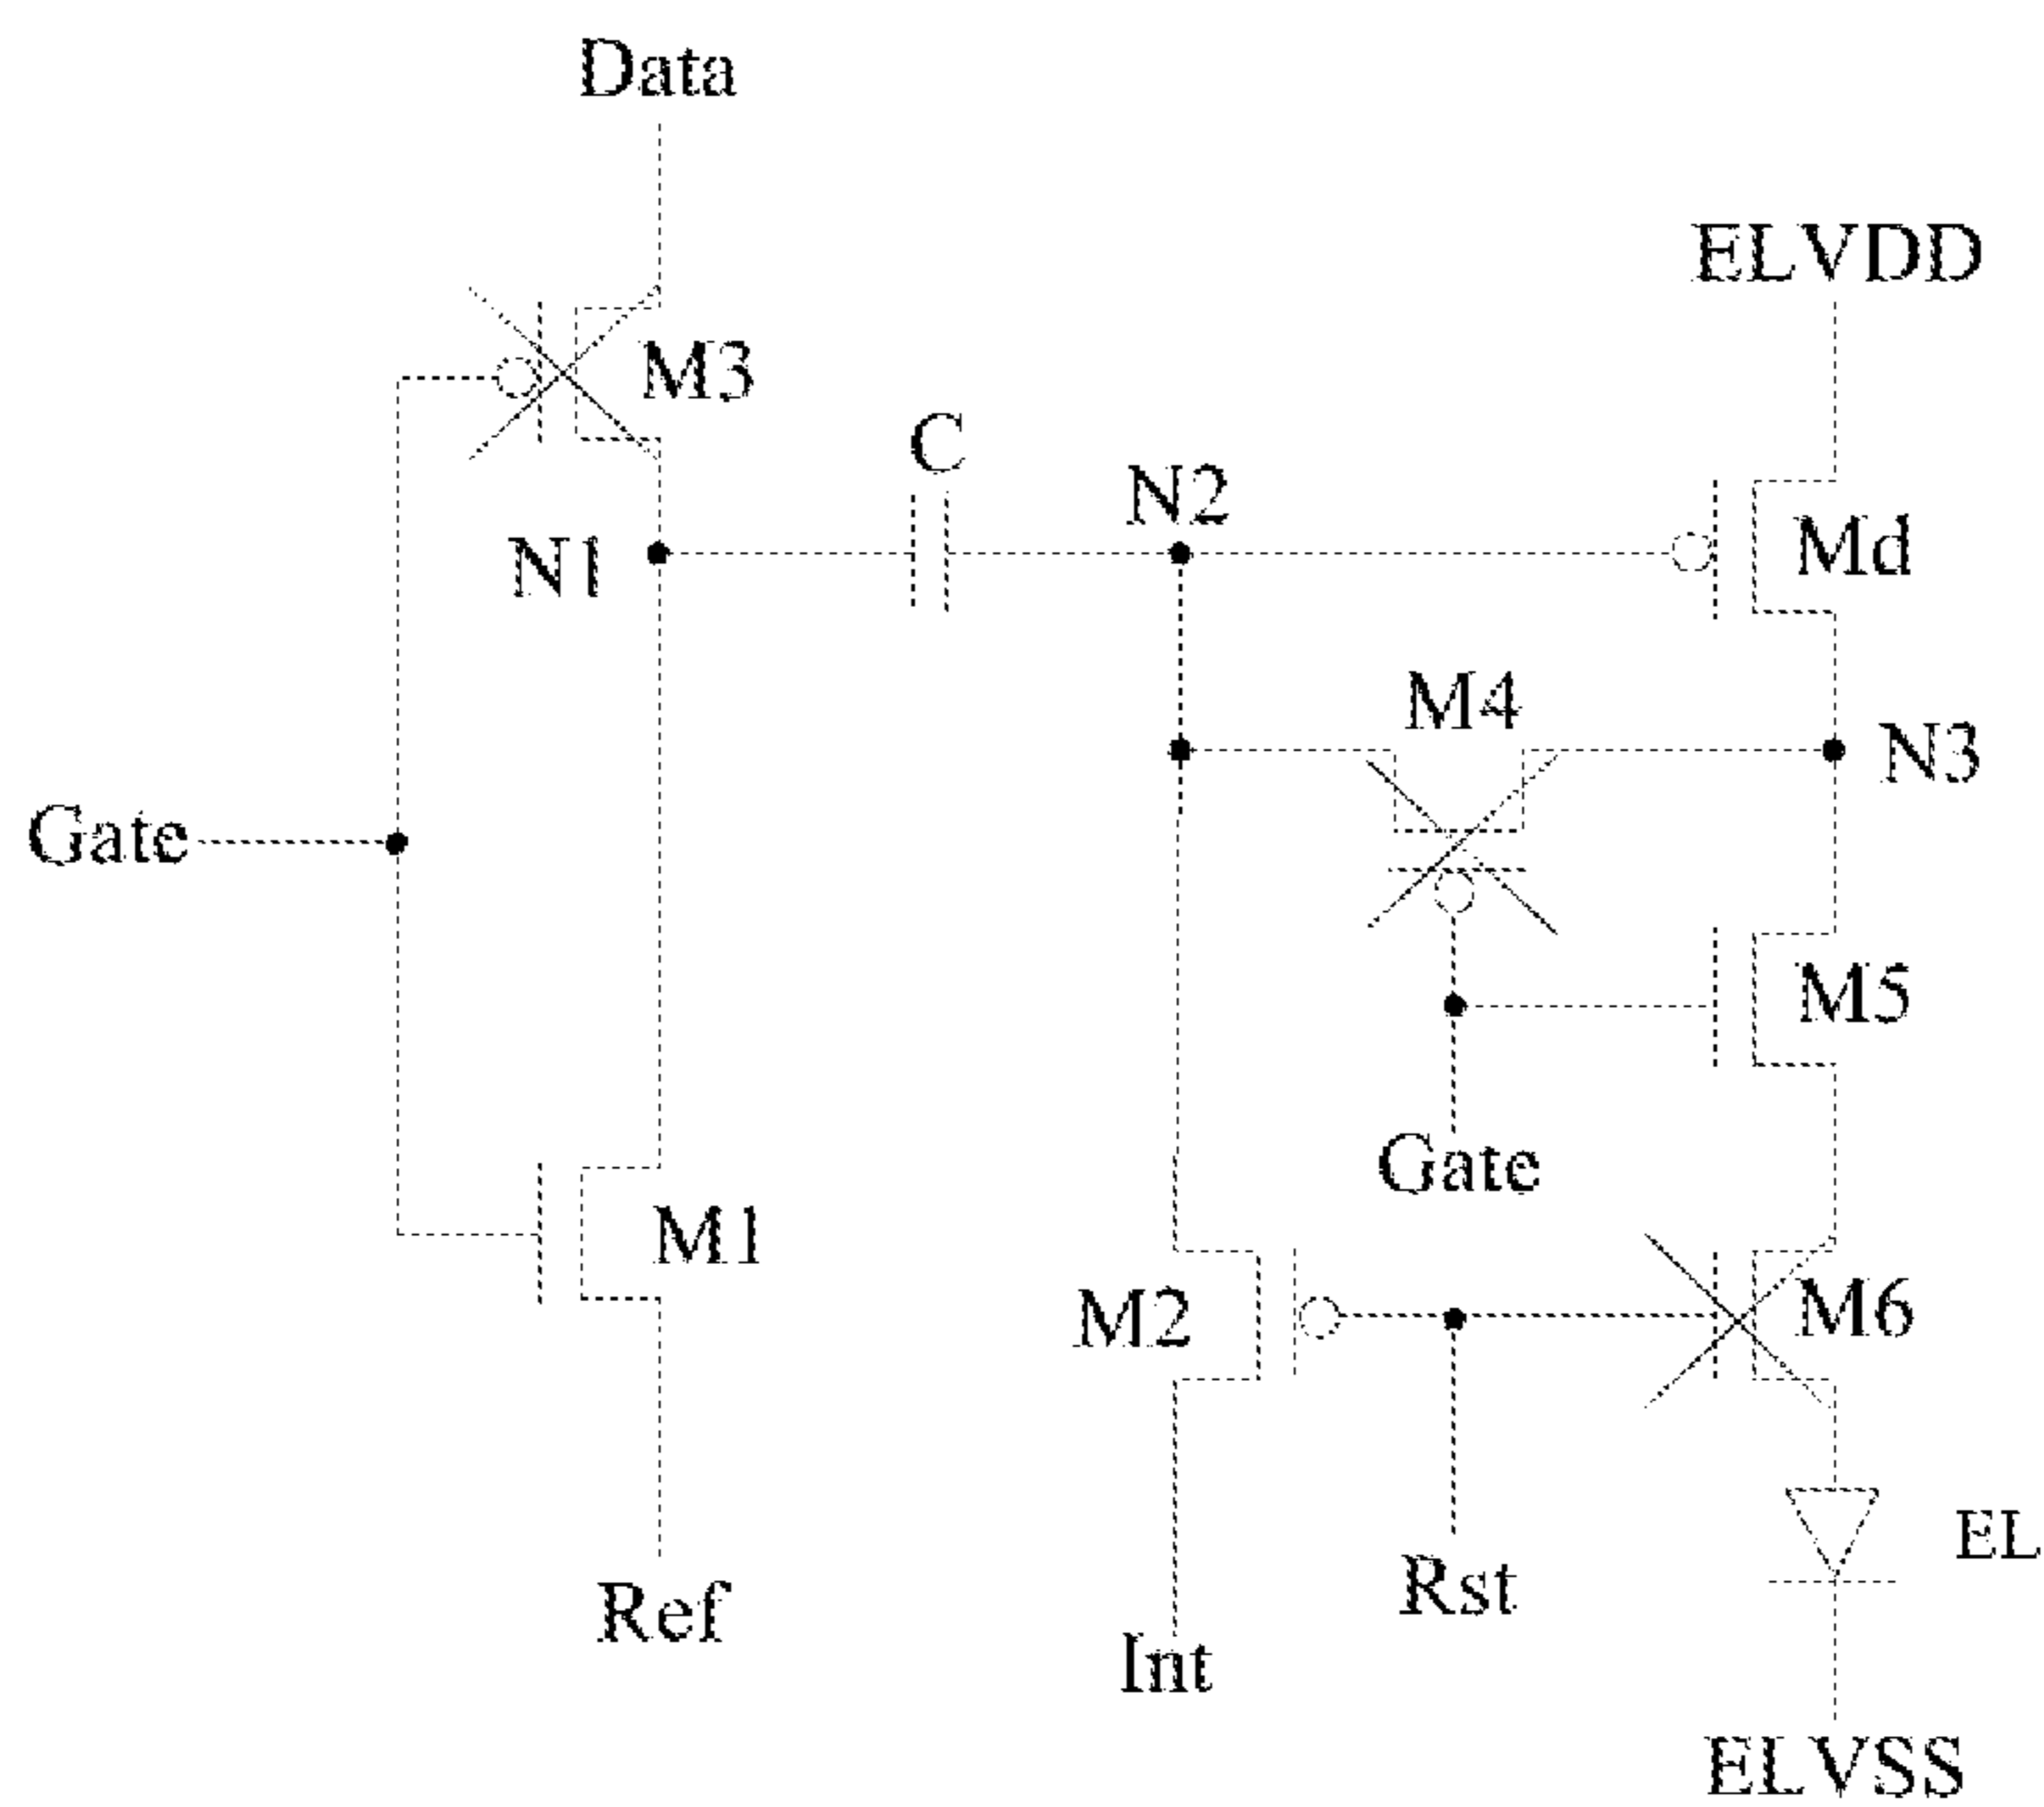 Data
ELVDD
M3
C
N2
N1
Md
M4
N3
Gate
M5
Gate
M1
M2
M6
EL
Rst
Ref
Int
ELVSS